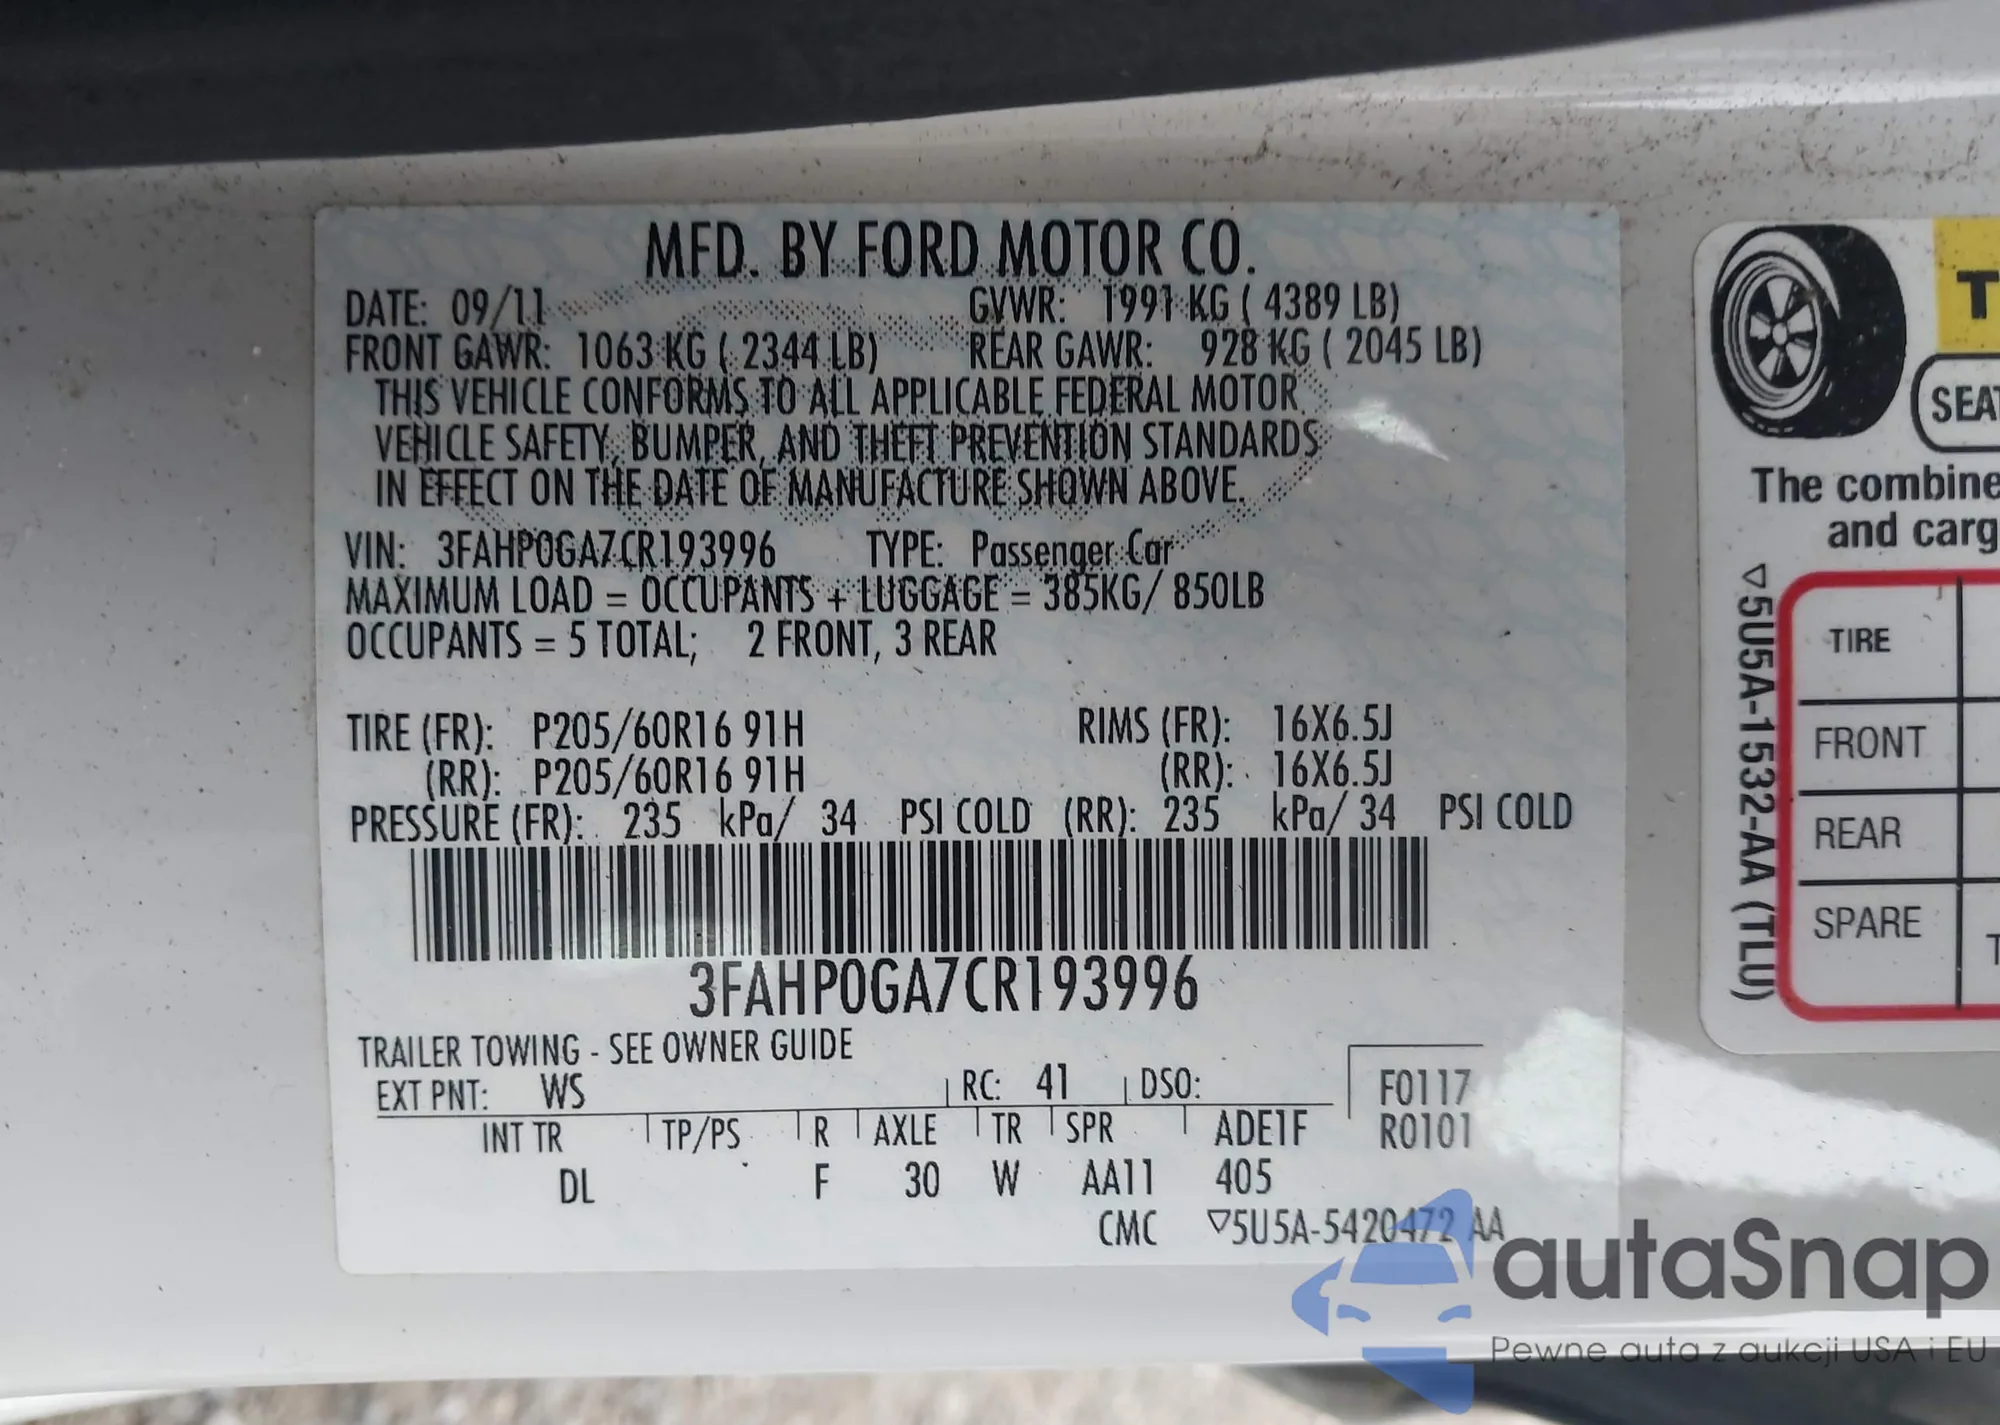 MFD. BY FORD MOTOR CO.
DATE: 09/11 GVWR: 1991 KG ( 4389 LB)
FRONT GAWR: 1063 KG ( 2344 LB) REAR GAWR: 928 KG ( 2045 LB)
THIS VEHICLE CONFORMS TO ALL APPLICABLE FEDERAL MOTOR
VEHICLE SAFETY, BUMPER, AND THEFT PREVENTION STANDARDS
IN EFFECT ON THE DATE OF MANUFACTURE SHOWN ABOVE.
VIN: 3FAHP0GA7CR193996 TYPE: Passenger Car
MAXIMUM LOAD = OCCUPANTS + LUGGAGE = 385KG/ 850LB
OCCUPANTS = 5 TOTAL; 2 FRONT, 3 REAR
TIRE (FR): P205/60R16 91H RIMS (FR): 16X6.5J
(RR): P205/60R16 91H (RR): 16X6.5J
PRESSURE (FR): 235 kPa/ 34 PSI COLD (RR): 235 kPa/ 34 PSI COLD
3FAHP0GA7CR193996
TRAILER TOWING - SEE OWNER GUIDE
EXT PNT: WS RC: 41 DSO: F0117
INT TR TP/PS R AXLE TR SPR ADE1F R0101
DL F 30 W AA11 405
CMC ▽5U5A-5420472 AA
T
SEAT
The combine
and carg
▽5U5A-1532-AA (TLU)
TIRE
FRONT
REAR
SPARE
T
autaSnap
Pewne auta z aukcji USA i EU